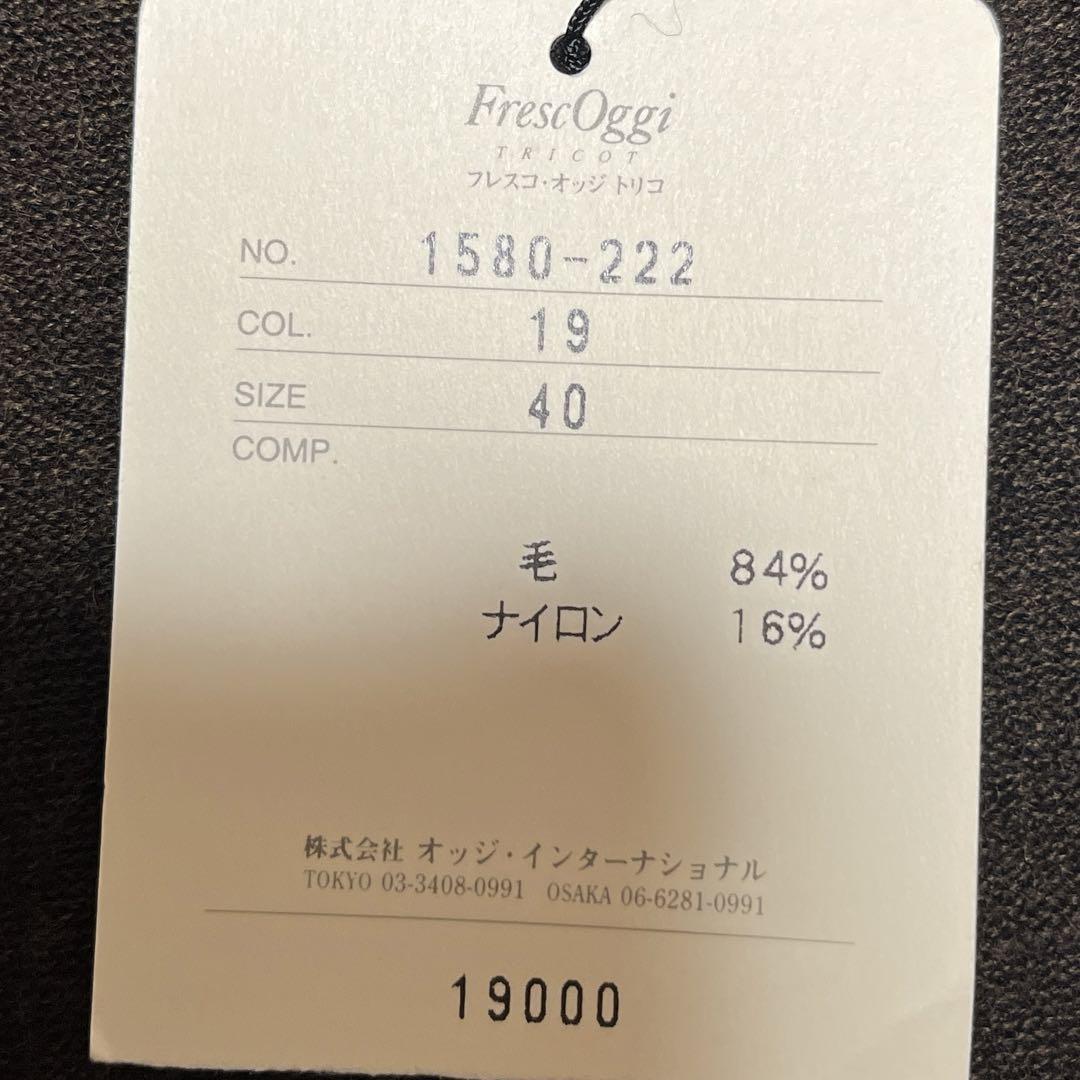 FrescOggi
TRICOT
フレスコ・オッジ トリコ
NO. 1580-222
COL. 19
SIZE 40
COMP.
毛 84%
ナイロン 16%
株式会社 オッジ・インターナショナル
TOKYO 03-3408-0991 OSAKA 06-6281-0991
19000